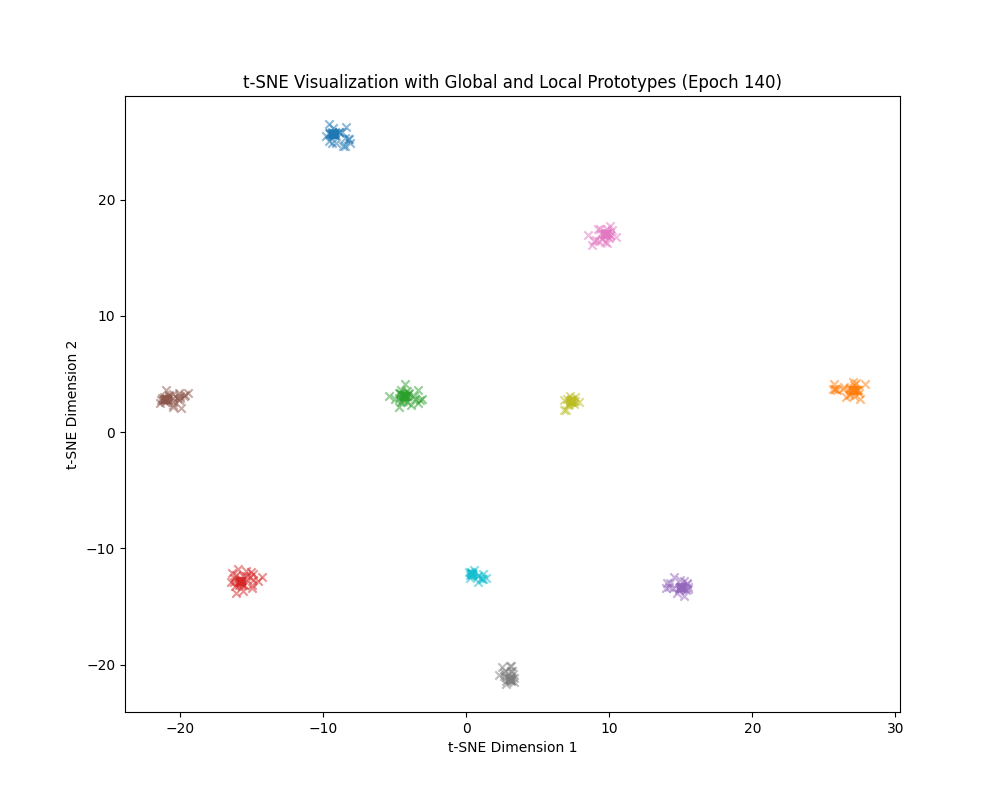 t-SNE Visualization with Global and Local Prototypes (Epoch 140)
t-SNE Dimension 2
20
10
0
−10
−20
−20 −10 0 10 20 30
t-SNE Dimension 1